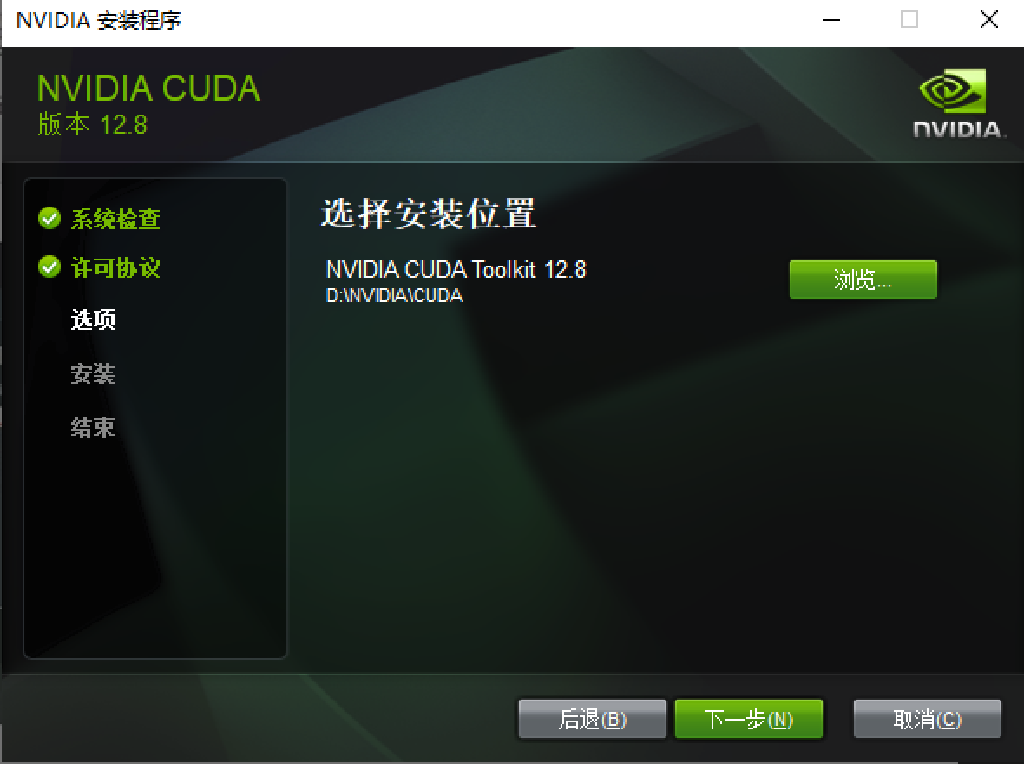 NVIDIA 安装程序
NVIDIA CUDA
版本 12.8
NVIDIA.
系统检查
许可协议
选项
安装
结束
选择安装位置
NVIDIA CUDA Toolkit 12.8
D:\NVIDIA\CUDA
浏览...
后退(B)
下一步(N)
取消(C)